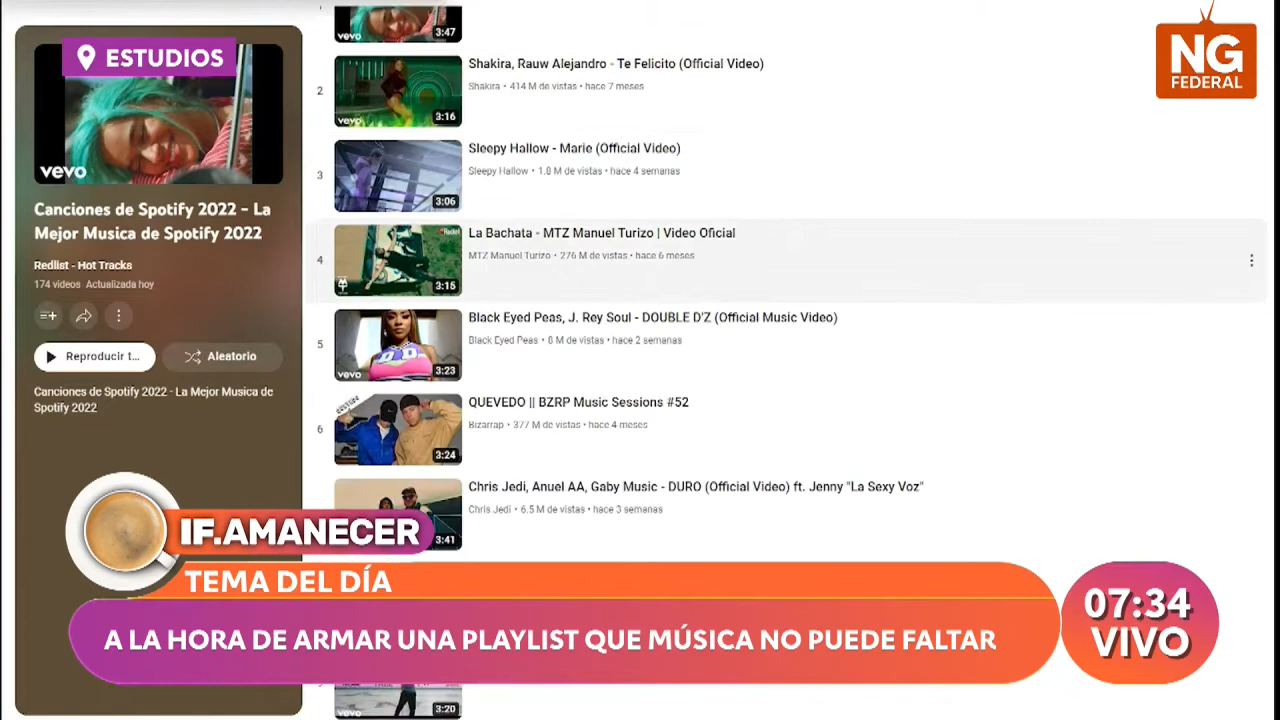 ESTUDIOS
vevo
Canciones de Spotify 2022 - La
Mejor Musica de Spotify 2022
Redlist - Hot Tracks
174 videos Actualizada hoy
Reproducir t...
Aleatorio
Canciones de Spotify 2022 - La Mejor Musica de
Spotify 2022
vevo
3:47
2
vevo
3:16
Shakira, Rauw Alejandro - Te Felicito (Official Video)
Shakira • 414 M de vistas • hace 7 meses
3
3:06
Sleepy Hallow - Marie (Official Video)
Sleepy Hallow • 1.8 M de vistas • hace 4 semanas
4
3:15
La Bachata - MTZ Manuel Turizo | Video Oficial
MTZ Manuel Turizo • 276 M de vistas • hace 6 meses
5
vevo
3:23
Black Eyed Peas, J. Rey Soul - DOUBLE D'Z (Official Music Video)
Black Eyed Peas • 8 M de vistas • hace 2 semanas
6
3:24
QUEVEDO || BZRP Music Sessions #52
Bizarrap • 377 M de vistas • hace 4 meses
3:41
Chris Jedi, Anuel AA, Gaby Music - DURO (Official Video) ft. Jenny "La Sexy Voz"
Chris Jedi • 6.5 M de vistas • hace 3 semanas
vevo
3:20
NG
FEDERAL
IF.AMANECER
TEMA DEL DÍA
A LA HORA DE ARMAR UNA PLAYLIST QUE MÚSICA NO PUEDE FALTAR
07:34
VIVO